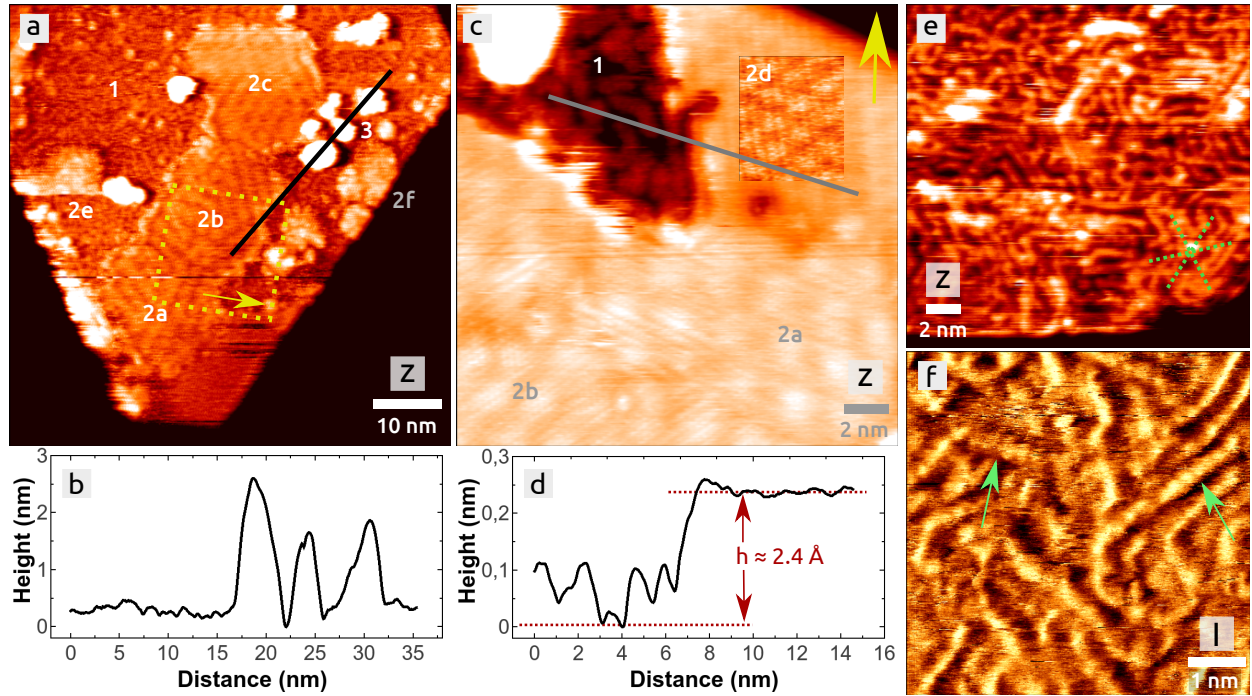 a
1
2c
3
2b
2e
2f
2a
Z
10 nm
c
1
2d
2a
2b
Z
2 nm
e
Z
2 nm
f
I
1 nm
b
Height (nm)
3
2
1
0
0 5 10 15 20 25 30 35
Distance (nm)
d
Height (nm)
0,3
0,2
0,1
0
h ≈ 2.4 Å
0 2 4 6 8 10 12 14 16
Distance (nm)